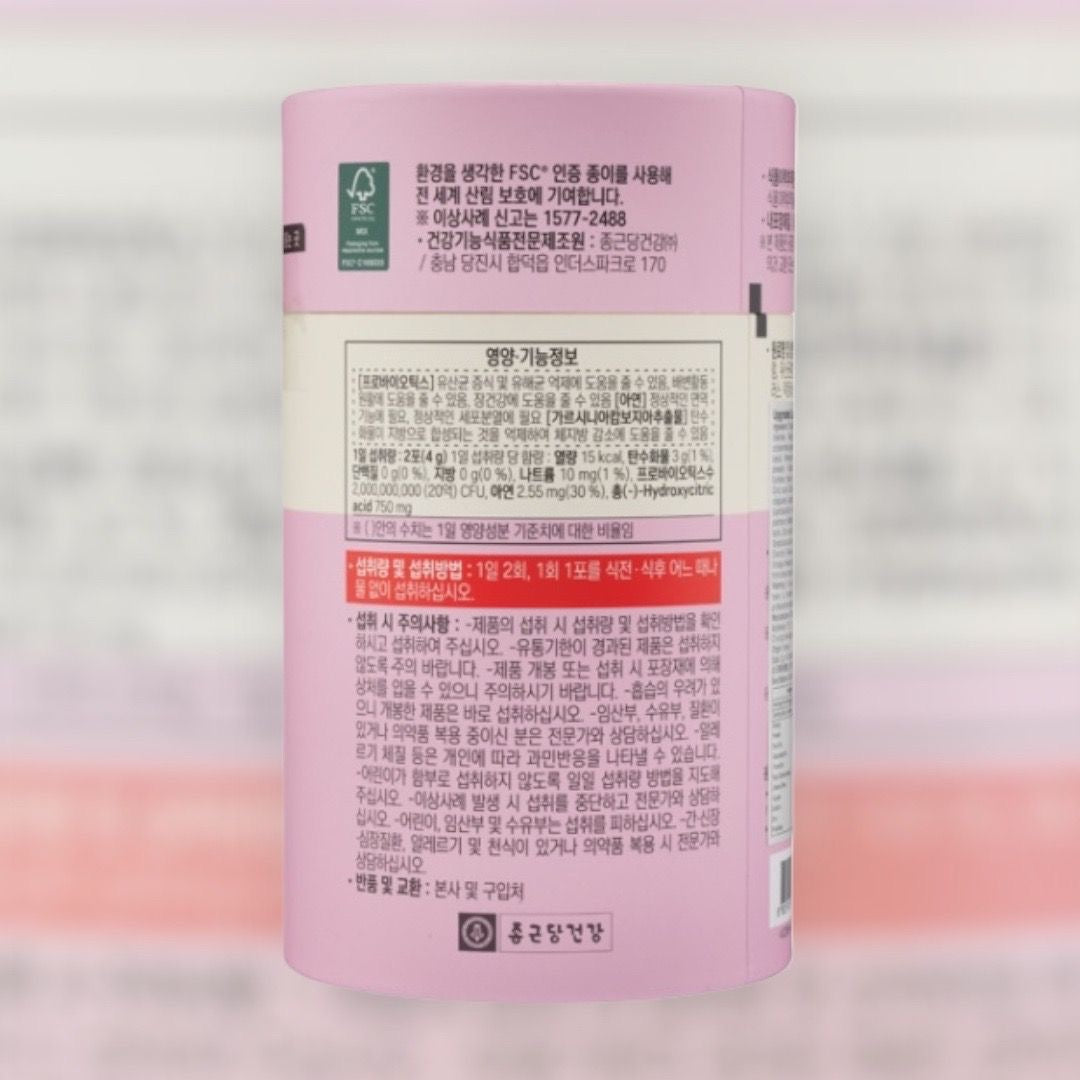 환경을 생각한 FSC® 인증 종이를 사용해
전 세계 산림 보호에 기여합니다.
※ 이상사례 신고는 1577-2488
• 건강기능식품전문제조원 : 종근당건강㈜
/ 충남 당진시 합덕읍 인더스파크로 170
FSC
MIX
영양·기능정보
[프로바이오틱스] 유산균 증식 및 유해균 억제에 도움을 줄 수 있음, 배변활동
원활에 도움을 줄 수 있음, 장건강에 도움을 줄 수 있음 [아연] 정상적인 면역
기능에 필요, 정상적인 세포분열에 필요 [가르시니아캄보지아추출물] 탄수
화물이 지방으로 합성되는 것을 억제하여 체지방 감소에 도움을 줄 수 있음
1일 섭취량 : 2포(4 g) 1일 섭취량 당 함량 : 열량 15 kcal, 탄수화물 3 g(1 %),
단백질 0 g(0 %), 지방 0 g(0 %), 나트륨 10 mg(1 %), 프로바이오틱스수
2,000,000,000 (20억) CFU, 아연 2.55 mg(30 %), 총(-)-Hydroxycitric
acid 750 mg
※ ( )안의 수치는 1일 영양성분 기준치에 대한 비율임
• 섭취량 및 섭취방법 : 1일 2회, 1회 1포를 식전·식후 어느 때나
물 없이 섭취하십시오.
• 섭취 시 주의사항 : -제품의 섭취 시 섭취량 및 섭취방법을 확인
하시고 섭취하여 주십시오. -유통기한이 경과된 제품은 섭취하지
않도록 주의 바랍니다. -제품 개봉 또는 섭취 시 포장재에 의해
상처를 입을 수 있으니 주의하시기 바랍니다. -흡습의 우려가 있
으니 개봉한 제품은 바로 섭취하십시오. -임산부, 수유부, 질환이
있거나 의약품 복용 중이신 분은 전문가와 상담하십시오. -알레
르기 체질 등은 개인에 따라 과민반응을 나타낼 수 있습니다.
-어린이가 함부로 섭취하지 않도록 일일 섭취량 방법을 지도해
주십시오. -이상사례 발생 시 섭취를 중단하고 전문가와 상담하
십시오. -어린이, 임산부 및 수유부는 섭취를 피하십시오. -간·신장
·심장질환, 알레르기 및 천식이 있거나 의약품 복용 시 전문가와
상담하십시오.
• 반품 및 교환 : 본사 및 구입처
종근당건강